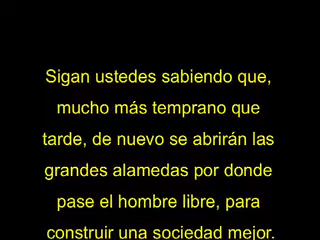 Sigan ustedes sabiendo que,
mucho más temprano que
tarde, de nuevo se abrirán las
grandes alamedas por donde
pase el hombre libre, para
construir una sociedad mejor.